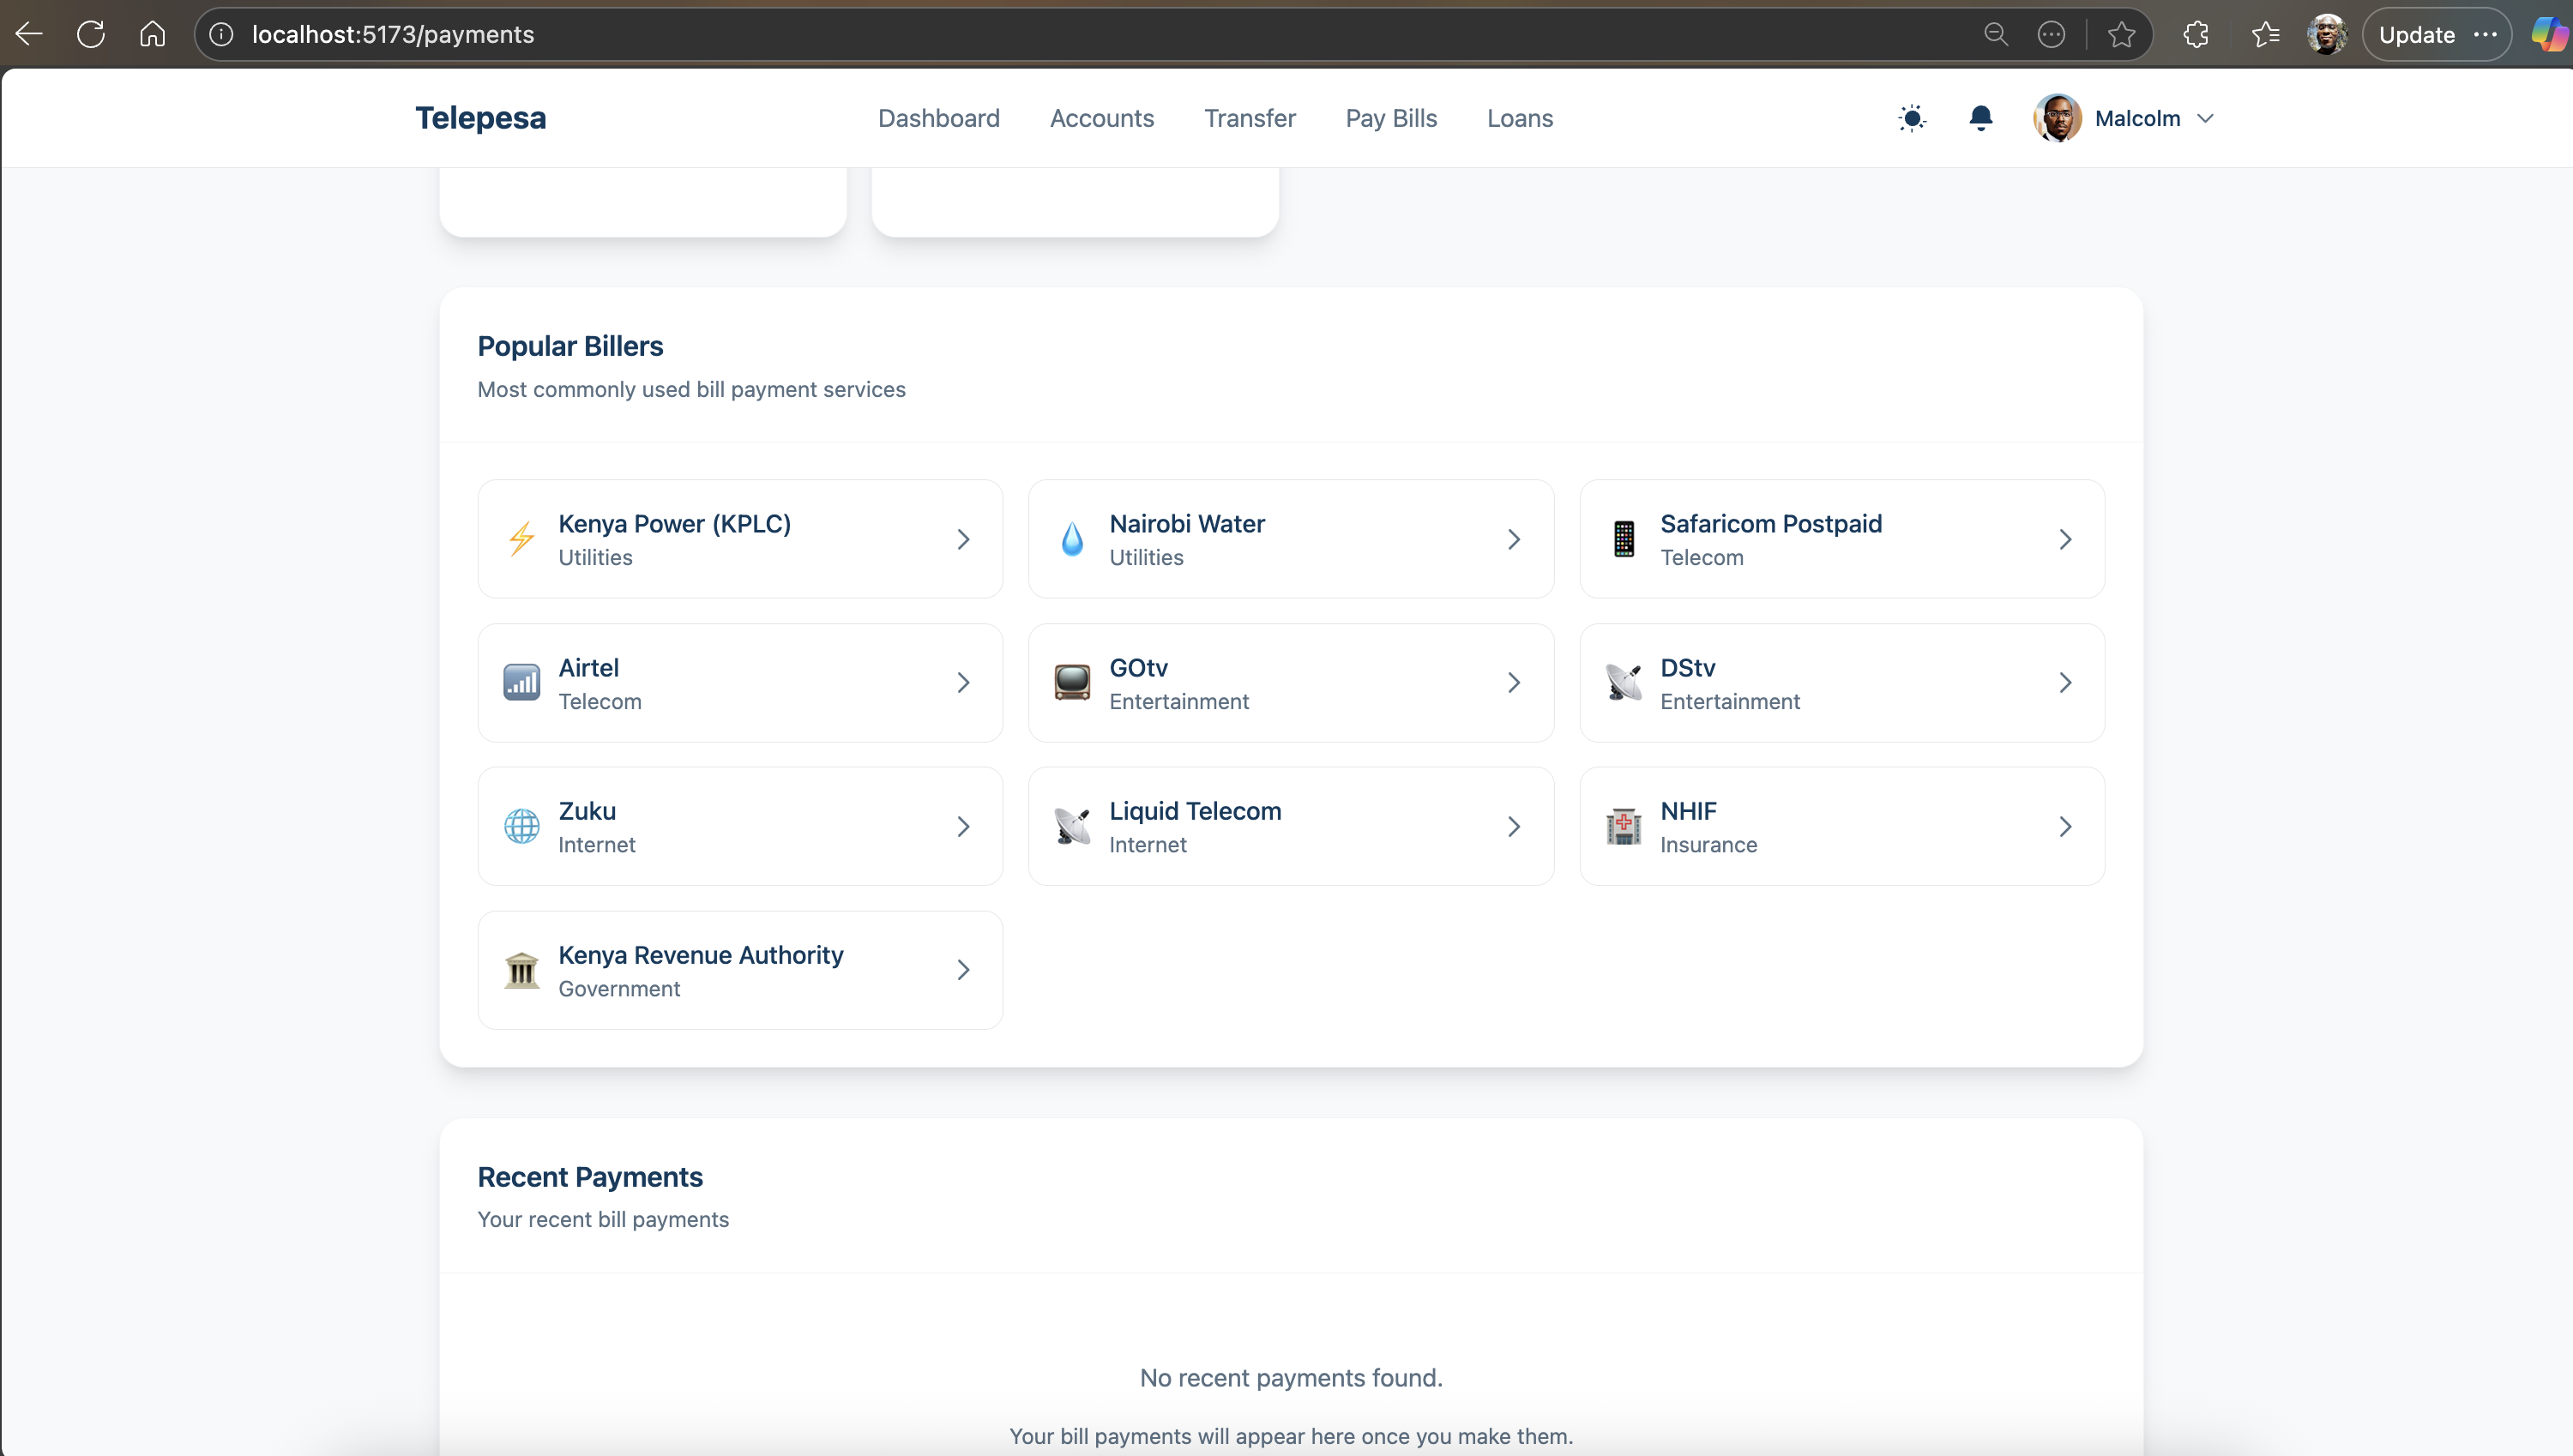 localhost:5173/payments
Update
Telepesa
Dashboard
Accounts
Transfer
Pay Bills
Loans
Malcolm
Popular Billers
Most commonly used bill payment services
Kenya Power (KPLC)
Utilities
Nairobi Water
Utilities
Safaricom Postpaid
Telecom
Airtel
Telecom
GOtv
Entertainment
DStv
Entertainment
Zuku
Internet
Liquid Telecom
Internet
NHIF
Insurance
Kenya Revenue Authority
Government
Recent Payments
Your recent bill payments
No recent payments found.
Your bill payments will appear here once you make them.